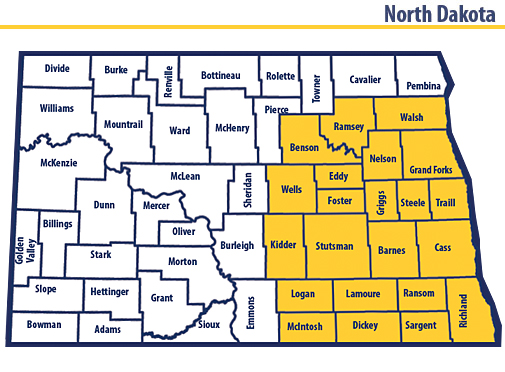 North Dakota
Divide
Burke
Renville
Bottineau
Rolette
Towner
Cavalier
Pembina
Williams
Mountrail
Ward
McHenry
Pierce
Benson
Ramsey
Walsh
McKenzie
McLean
Sheridan
Wells
Eddy
Foster
Nelson
Grand Forks
Dunn
Mercer
Oliver
Griggs
Steele
Traill
Golden
Valley
Billings
Stark
Morton
Burleigh
Kidder
Stutsman
Barnes
Cass
Slope
Hettinger
Grant
Emmons
Logan
Lamoure
Ransom
Richland
Bowman
Adams
Sioux
McIntosh
Dickey
Sargent